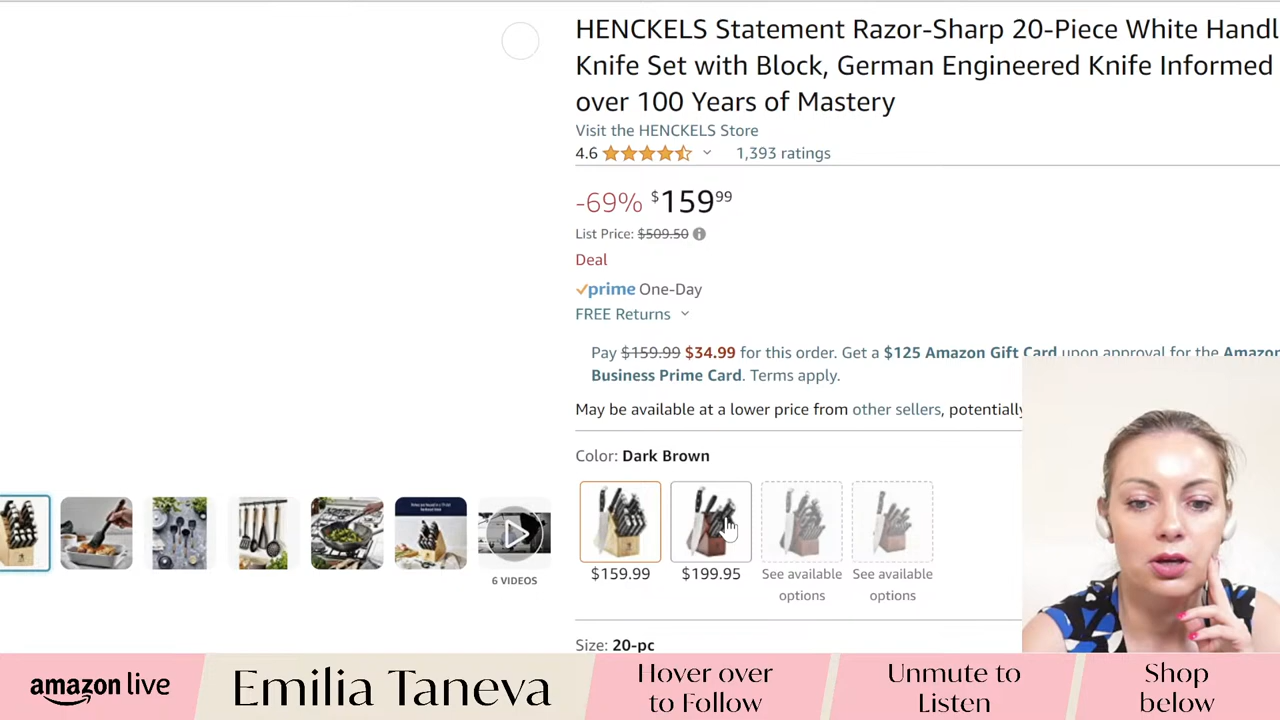 HENCKELS Statement Razor-Sharp 20-Piece White Handl
Knife Set with Block, German Engineered Knife Informed
over 100 Years of Mastery
Visit the HENCKELS Store
4.6
1,393 ratings
-69% $159 99
List Price: $509.50
Deal
prime One-Day
FREE Returns
Pay $159.99 $34.99 for this order. Get a $125 Amazon Gift Card upon approval for the Amazon
Business Prime Card. Terms apply.
May be available at a lower price from other sellers, potentially
Color: Dark Brown
$159.99
$199.95
See available
options
See available
options
6 VIDEOS
Size: 20-pc
amazon live
Emilia Taneva
Hover over
to Follow
Unmute to
Listen
Shop
below